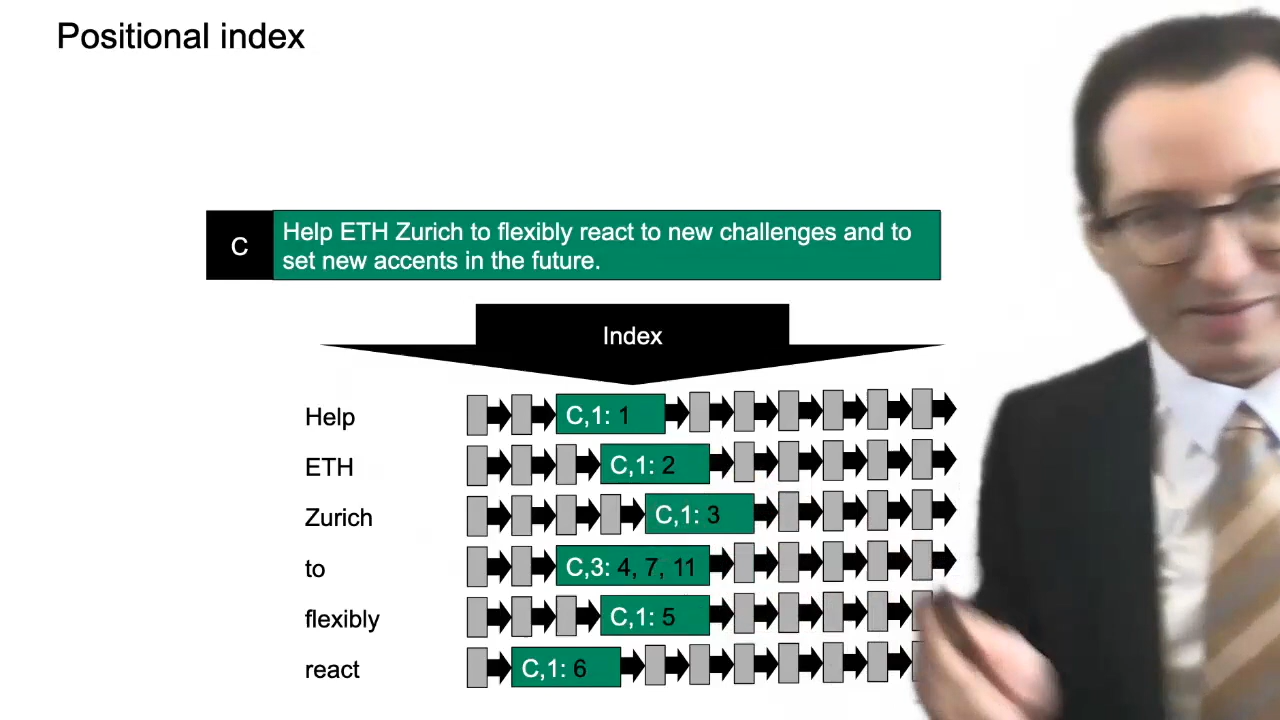 Positional index
C
Help ETH Zurich to flexibly react to new challenges and to
set new accents in the future.
Index
Help C,1: 1
ETH C,1: 2
Zurich C,1: 3
to C,3: 4, 7, 11
flexibly C,1: 5
react C,1: 6